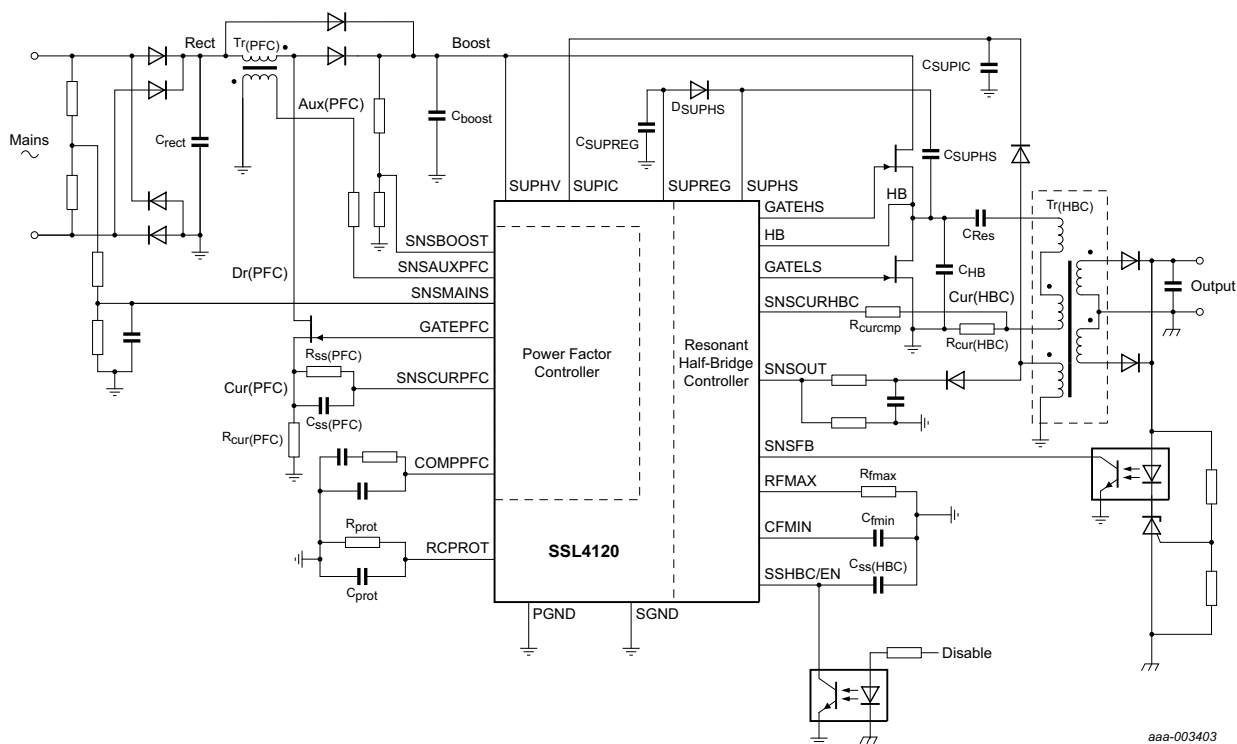 Rect
Tr(PFC)
Boost
CSUPIC
Aux(PFC)
Cboost
DSUPHS
CSUPREG
CSUPHS
Mains
~
Crect
SUPHV
SUPIC
SUPREG
SUPHS
GATEHS
HB
HB
CRes
Tr(HBC)
SNSBOOST
GATELS
CHB
SNSAUXPFC
Dr(PFC)
SNSMAINS
SNSCURHBC
Cur(HBC)
Output
Rcurcmp
Rcur(HBC)
GATEPFC
Power Factor
Controller
Resonant
Half-Bridge
Controller
Rss(PFC)
SNSCURPFC
SNSOUT
Cur(PFC)
Css(PFC)
Rcur(PFC)
SNSFB
COMPPFC
RFMAX
Rfmax
Rprot
CFMIN
Cfmin
RCPROT
SSL4120
Css(HBC)
SSHBC/EN
Cprot
PGND
SGND
Disable
aaa-003403